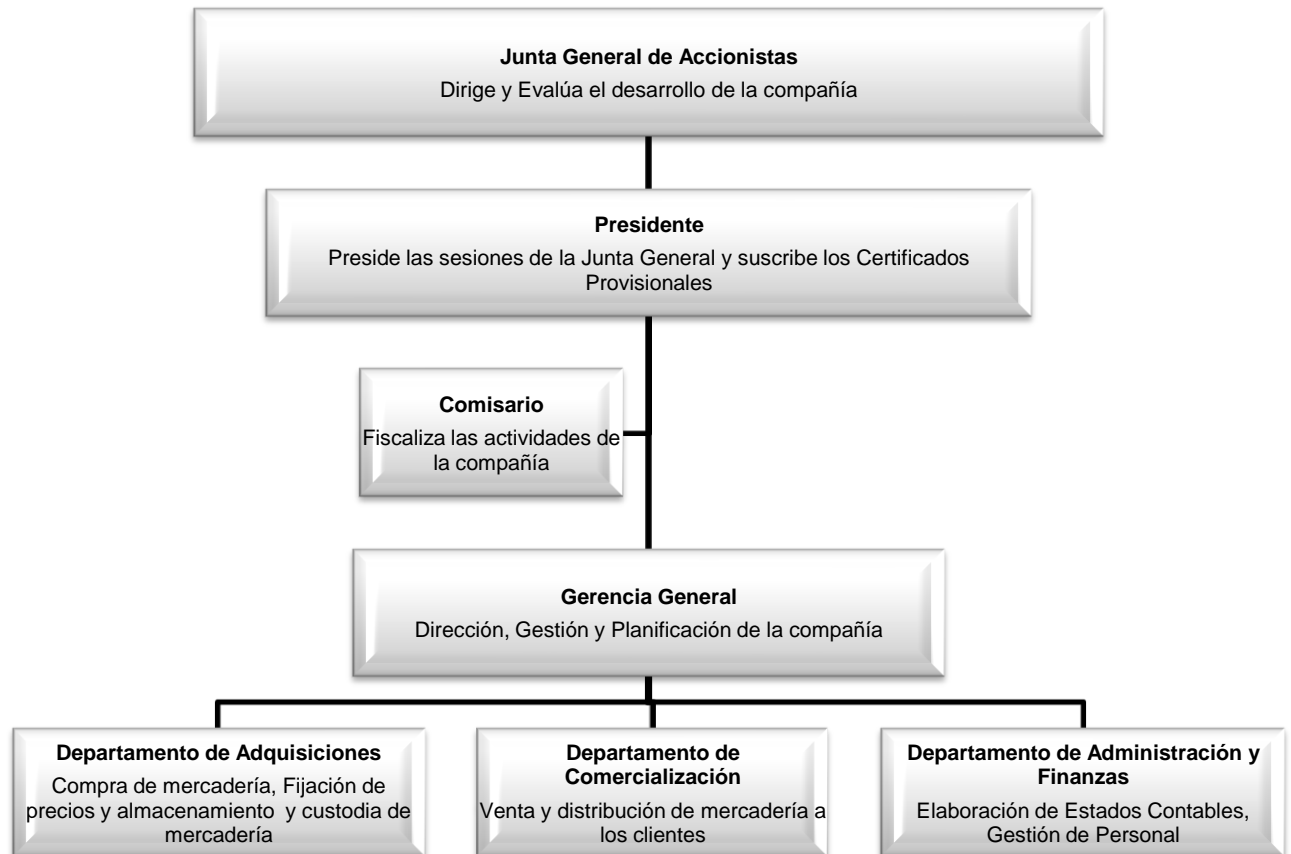 Junta General de Accionistas
Dirige y Evalúa el desarrollo de la compañía
Presidente
Preside las sesiones de la Junta General y suscribe los Certificados
Provisionales
Comisario
Fiscaliza las actividades de
la compañía
Gerencia General
Dirección, Gestión y Planificación de la compañía
Departamento de Adquisiciones
Compra de mercadería, Fijación de
precios y almacenamiento y custodia de
mercadería
Departamento de
Comercialización
Venta y distribución de mercadería a
los clientes
Departamento de Administración y
Finanzas
Elaboración de Estados Contables,
Gestión de Personal